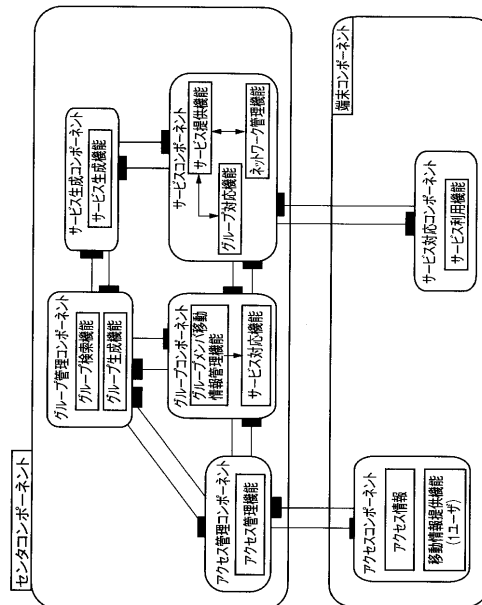 センタコンポーネント
グループ管理コンポーネント
グループ検索機能
グループ生成機能
サービス生成コンポーネント
サービス生成機能
アクセス管理コンポーネント
アクセス管理機能
グループコンポーネント
グループメンバ移動
情報管理機能
サービス対応機能
サービスコンポーネント
サービス提供機能
グループ対応機能
ネットワーク管理機能
端末コンポーネント
アクセスコンポーネント
アクセス情報
移動情報提供機能
(1ユーザ)
サービス対応コンポーネント
サービス利用機能